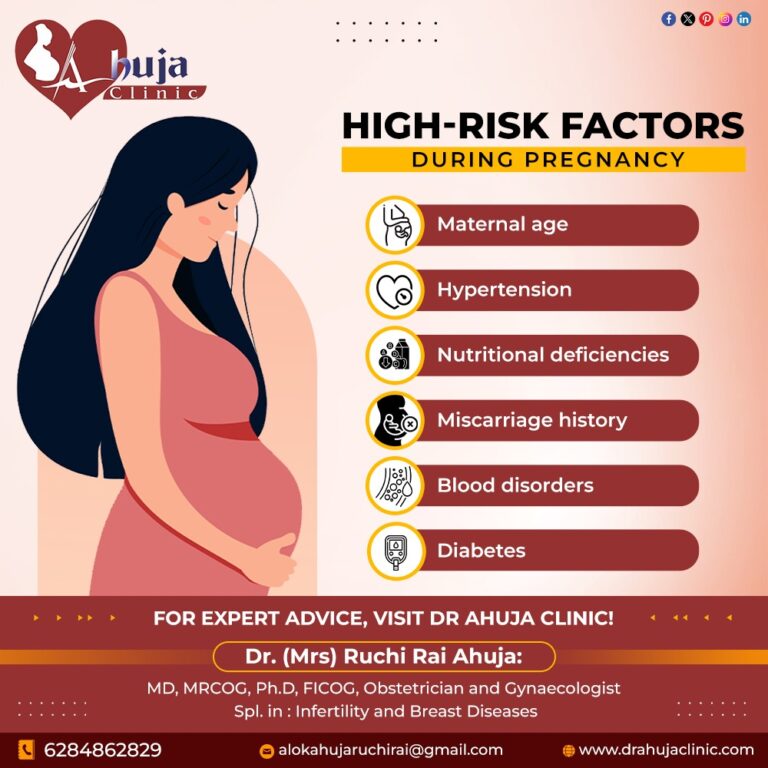 Ahuja
Clinic
HIGH-RISK FACTORS
DURING PREGNANCY
Maternal age
Hypertension
Nutritional deficiencies
Miscarriage history
Blood disorders
Diabetes
FOR EXPERT ADVICE, VISIT DR AHUJA CLINIC!
Dr. (Mrs) Ruchi Rai Ahuja:
MD, MRCOG, Ph.D, FICOG, Obstetrician and Gynaecologist
Spl. in : Infertility and Breast Diseases
6284862829
alokahujaruchirai@gmail.com
www.drahujaclinic.com